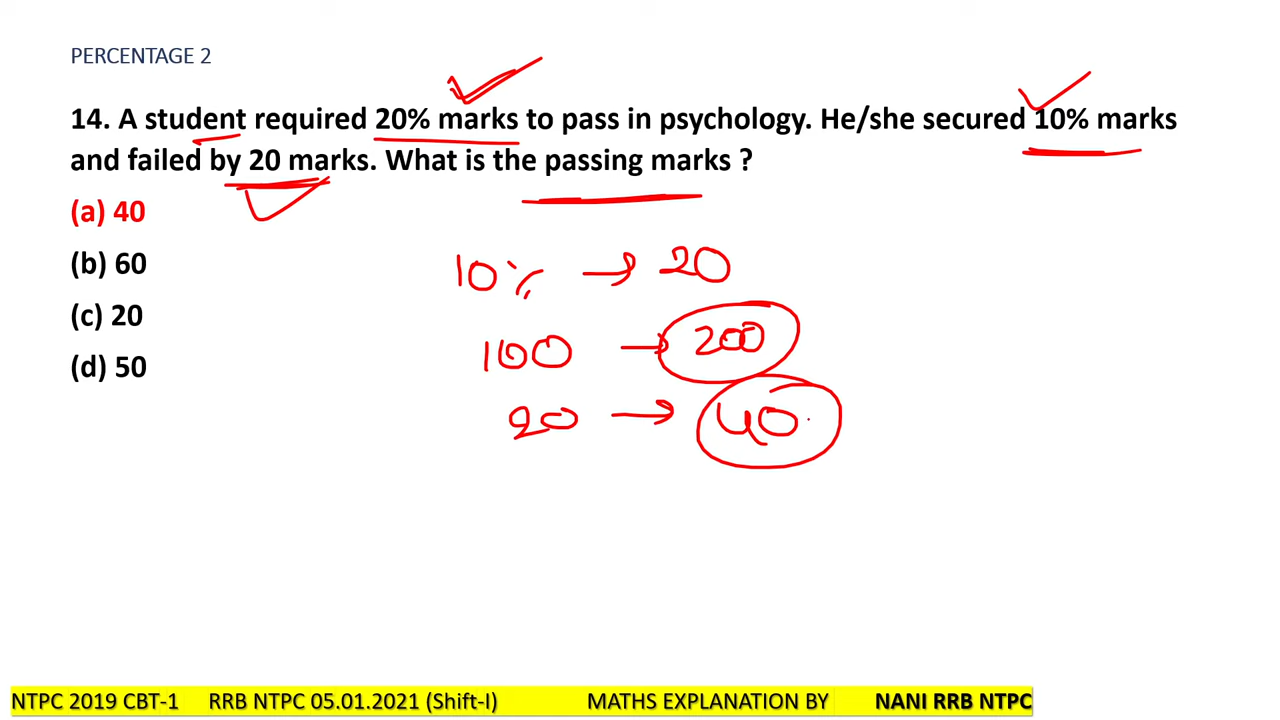 PERCENTAGE 2
14. A student required 20% marks to pass in psychology. He/she secured 10% marks
and failed by 20 marks. What is the passing marks ?
(a) 40
(b) 60
(c) 20
(d) 50
10% → 20
100 → 200
20 → 40
NTPC 2019 CBT-1 RRB NTPC 05.01.2021 (Shift-I) MATHS EXPLANATION BY NANI RRB NTPC